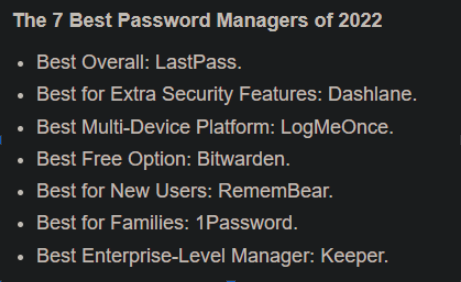 The 7 Best Password Managers of 2022
• Best Overall: LastPass.
• Best for Extra Security Features: Dashlane.
• Best Multi-Device Platform: LogMeOnce.
• Best Free Option: Bitwarden.
• Best for New Users: RememBear.
• Best for Families: 1Password.
• Best Enterprise-Level Manager: Keeper.